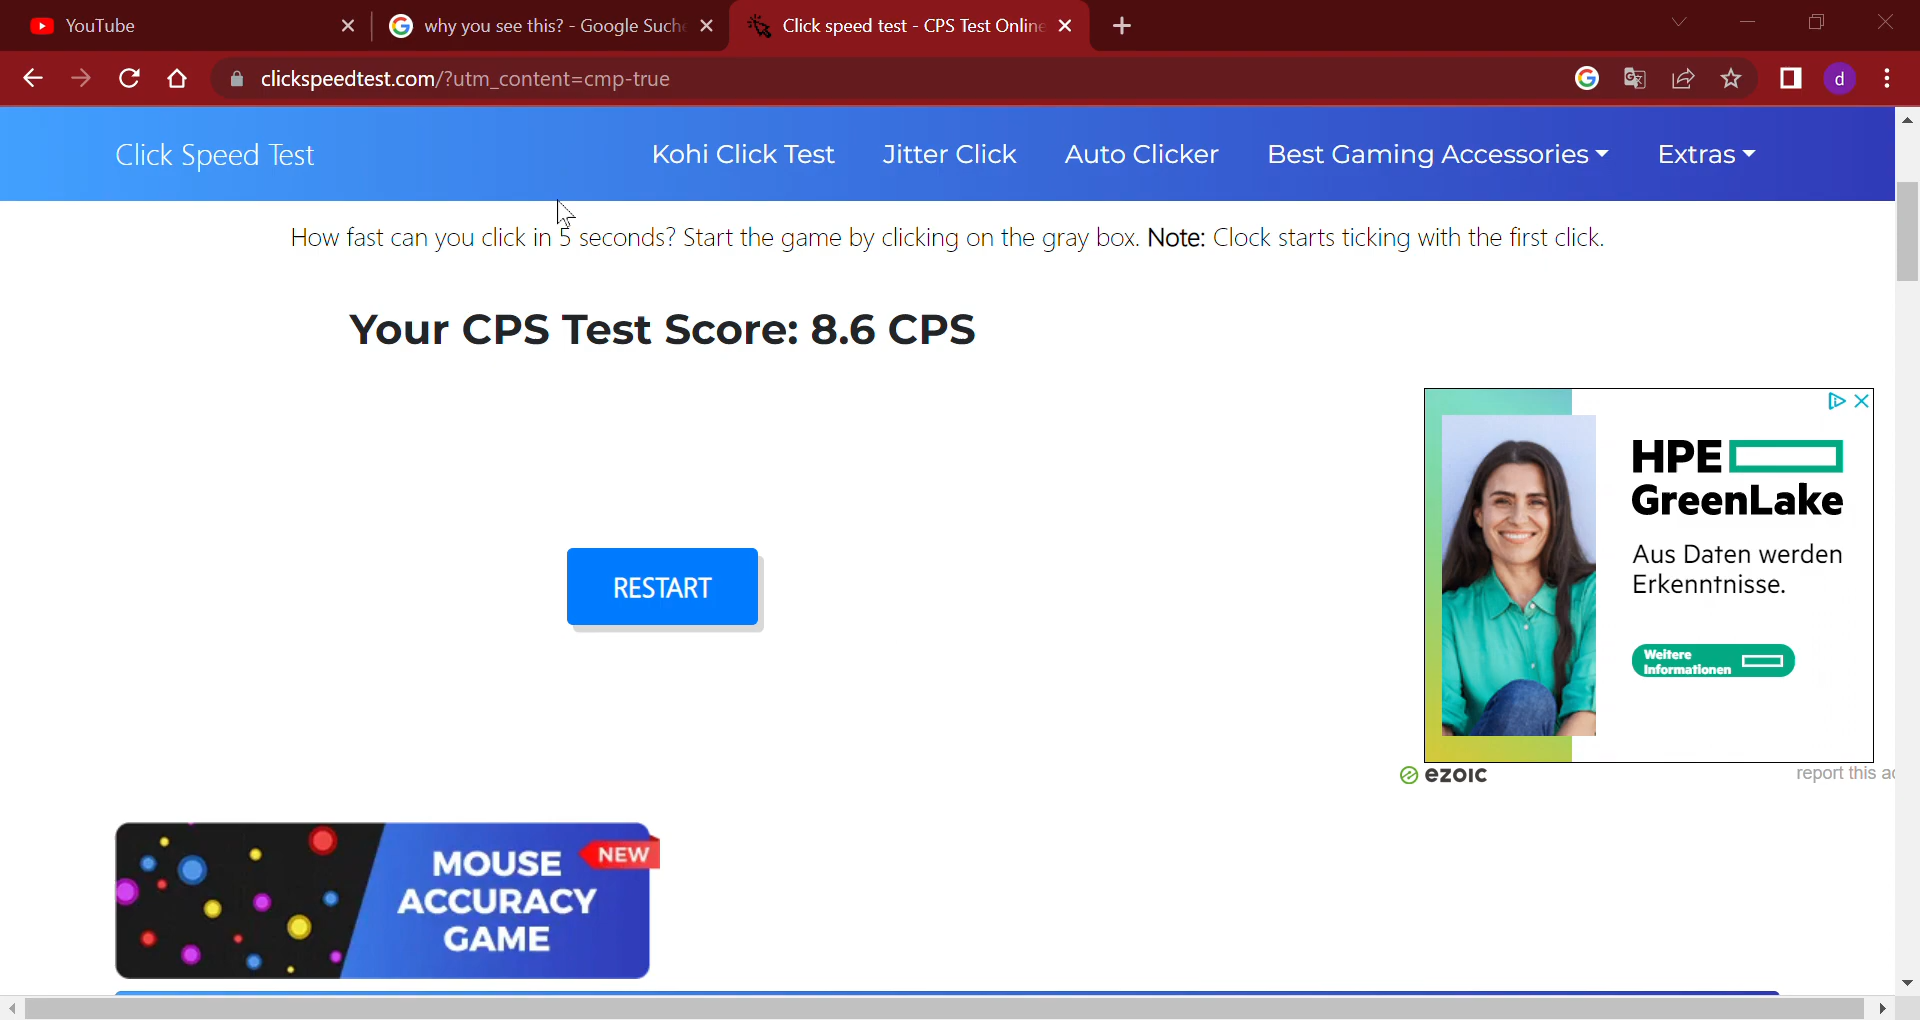 YouTube
why you see this? - Google Suche
Click speed test - CPS Test Online
clickspeedtest.com/?utm_content=cmp-true
d
Click Speed Test
Kohi Click Test
Jitter Click
Auto Clicker
Best Gaming Accessories
Extras
How fast can you click in 5 seconds? Start the game by clicking on the gray box. Note: Clock starts ticking with the first click.
Your CPS Test Score: 8.6 CPS
RESTART
HPE
GreenLake
Aus Daten werden
Erkenntnisse.
Weitere
Informationen
ezoic
report this ad
MOUSE
ACCURACY
GAME
NEW